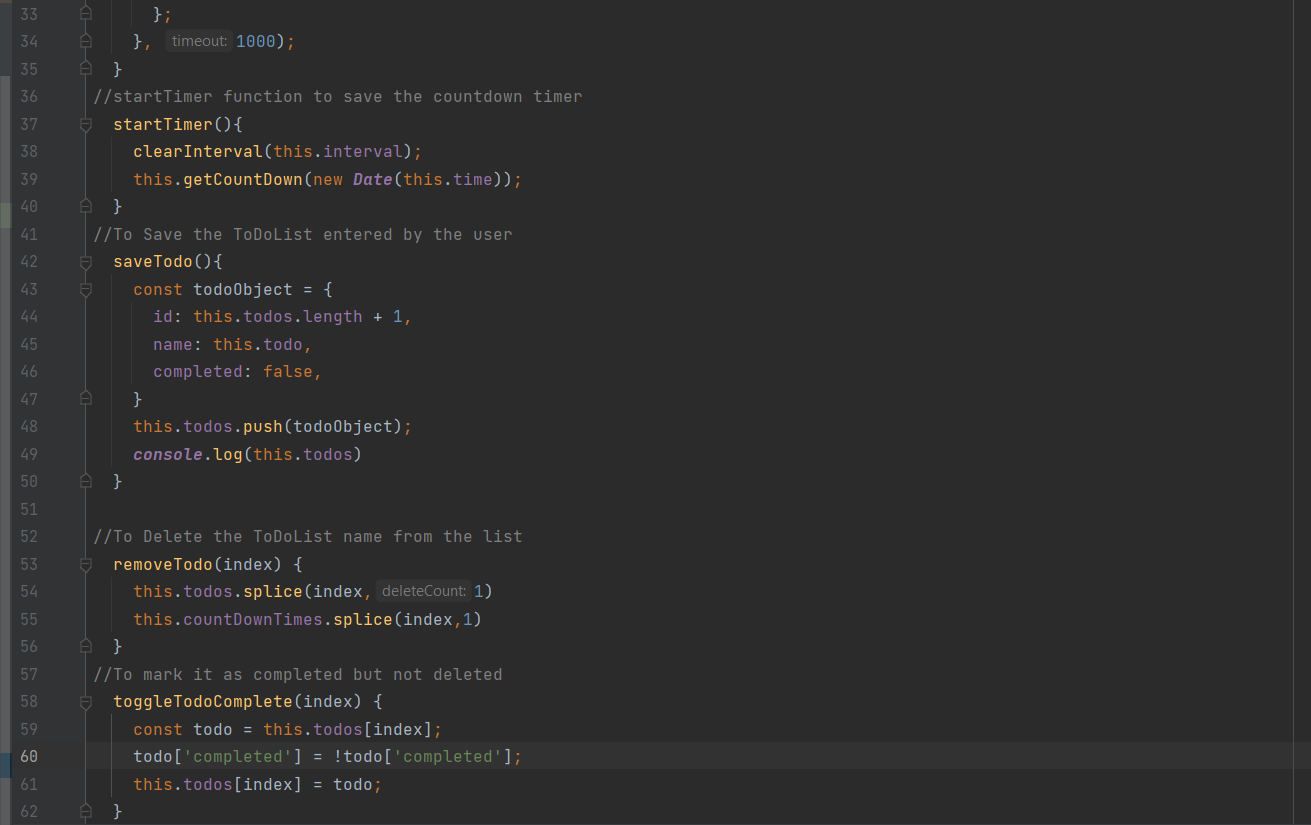 33 };
34 }, timeout: 1000);
35 }
36 //startTimer function to save the countdown timer
37 startTimer(){
38 clearInterval(this.interval);
39 this.getCountDown(new Date(this.time));
40 }
41 //To Save the ToDoList entered by the user
42 saveTodo(){
43 const todoObject = {
44 id: this.todos.length + 1,
45 name: this.todo,
46 completed: false,
47 }
48 this.todos.push(todoObject);
49 console.log(this.todos)
50 }
51
52 //To Delete the ToDoList name from the list
53 removeTodo(index) {
54 this.todos.splice(index, deleteCount: 1)
55 this.countDownTimes.splice(index,1)
56 }
57 //To mark it as completed but not deleted
58 toggleTodoComplete(index) {
59 const todo = this.todos[index];
60 todo['completed'] = !todo['completed'];
61 this.todos[index] = todo;
62 }